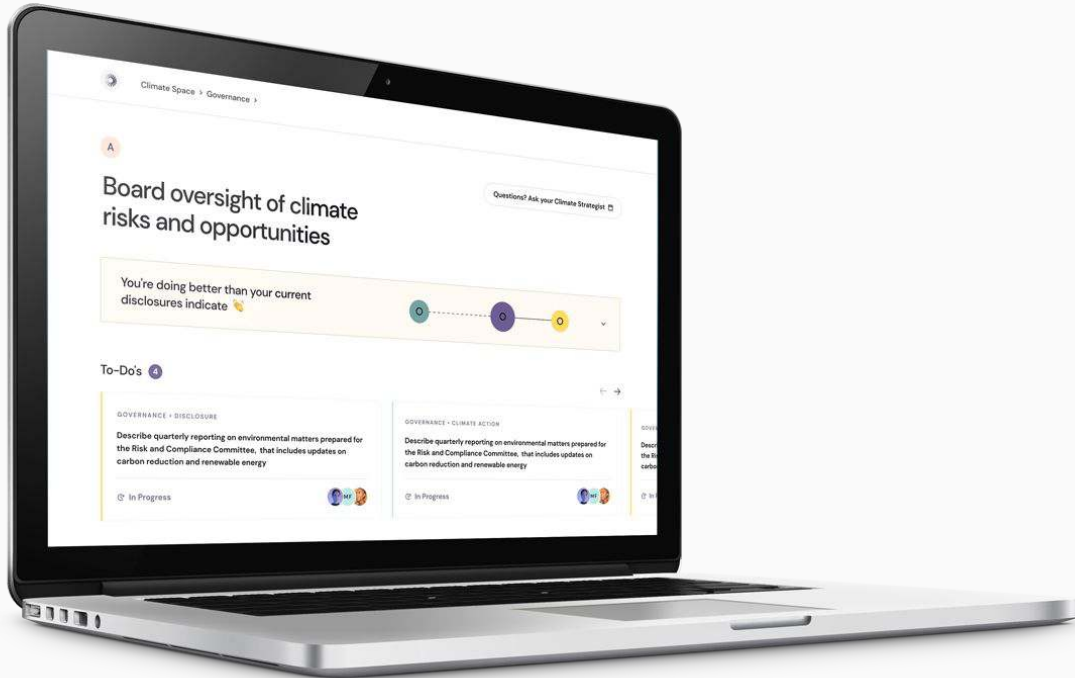 Climate Space > Governance >
A
Board oversight of climate
risks and opportunities
Questions? Ask your Climate Strategist
You're doing better than your current
disclosures indicate 👏
To-Do's 4
GOVERNANCE • DISCLOSURE
Describe quarterly reporting on environmental matters prepared for
the Risk and Compliance Committee, that includes updates on
carbon reduction and renewable energy
In Progress
MF
GOVERNANCE • CLIMATE ACTION
Describe quarterly reporting on environmental matters prepared for
the Risk and Compliance Committee, that includes updates on
carbon reduction and renewable energy
In Progress
MF